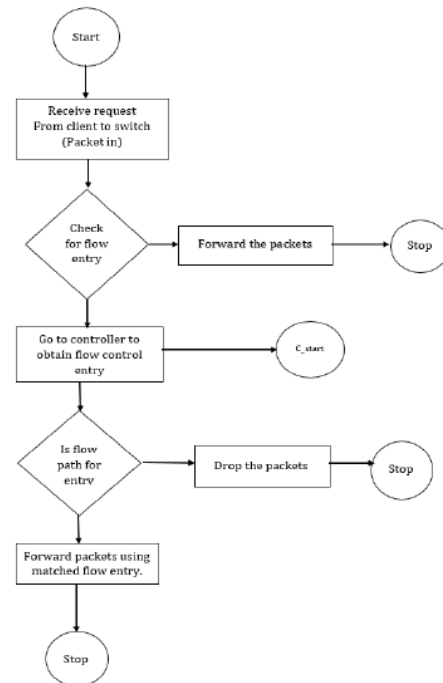 Start
Receive request
From client to switch
(Packet in)
Check
for flow
entry
Forward the packets
Stop
Go to controller to
obtain flow control
entry
C_start
Is flow
path for
entry
Drop the packets
Stop
Forward packets using
matched flow entry.
Stop